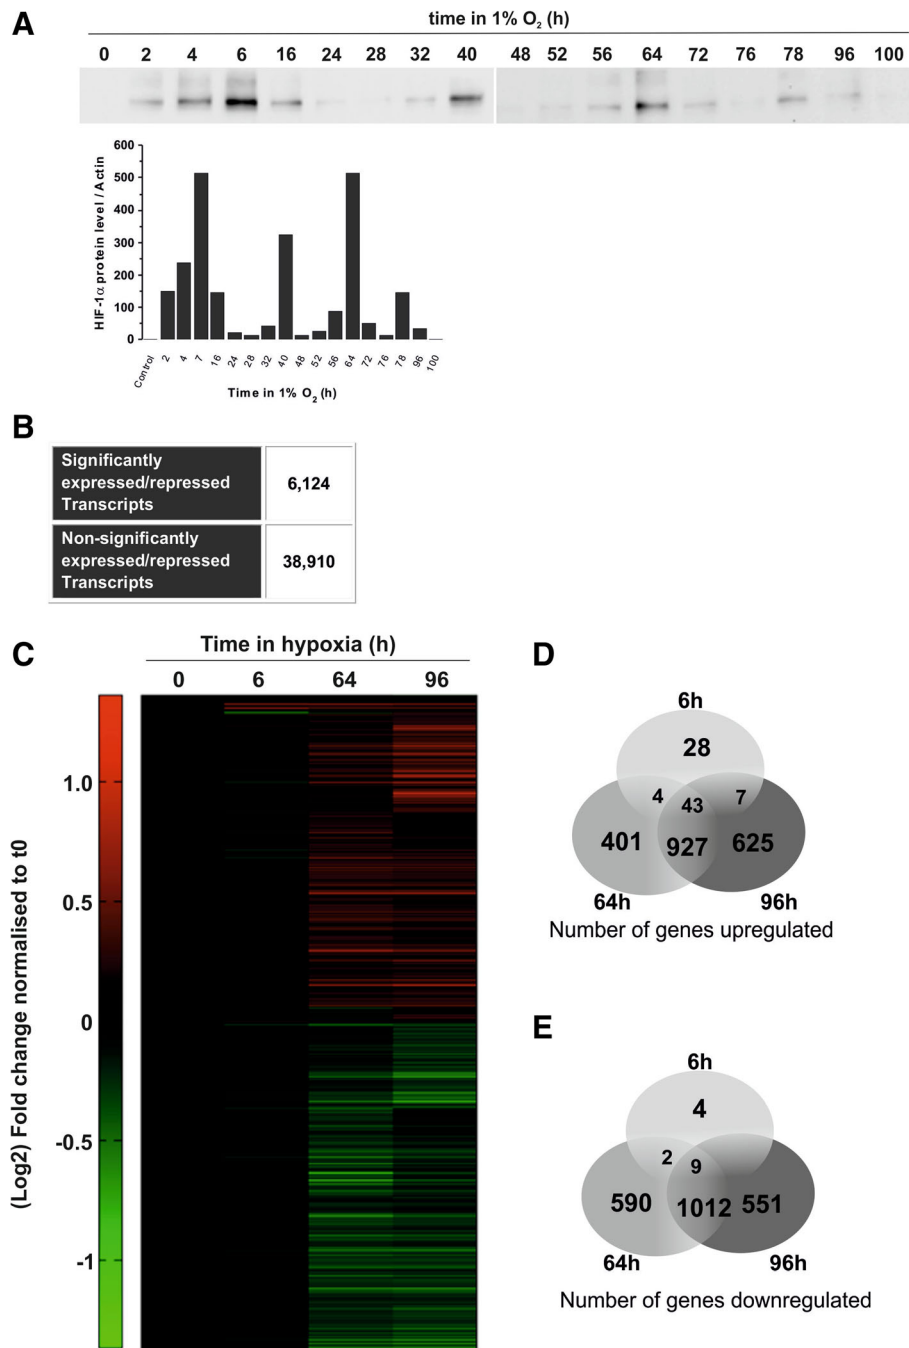 A
time in 1% O₂ (h)
0 2 4 6 16 24 28 32 40 48 52 56 64 72 76 78 96 100
HIF-1α protein level / Actin
600
500
400
300
200
100
0
Control 2 4 7 16 24 28 32 40 48 52 56 64 72 76 78 96 100
Time in 1% O₂ (h)
B
Significantly
expressed/repressed
Transcripts
6,124
Non-significantly
expressed/repressed
Transcripts
38,910
C
Time in hypoxia (h)
0 6 64 96
(Log2) Fold change normalised to t0
1.0
0.5
0
-0.5
-1
D
6h
28
4 43 7
401 927 625
64h 96h
Number of genes upregulated
E
6h
4
2 9
590 1012 551
64h 96h
Number of genes downregulated